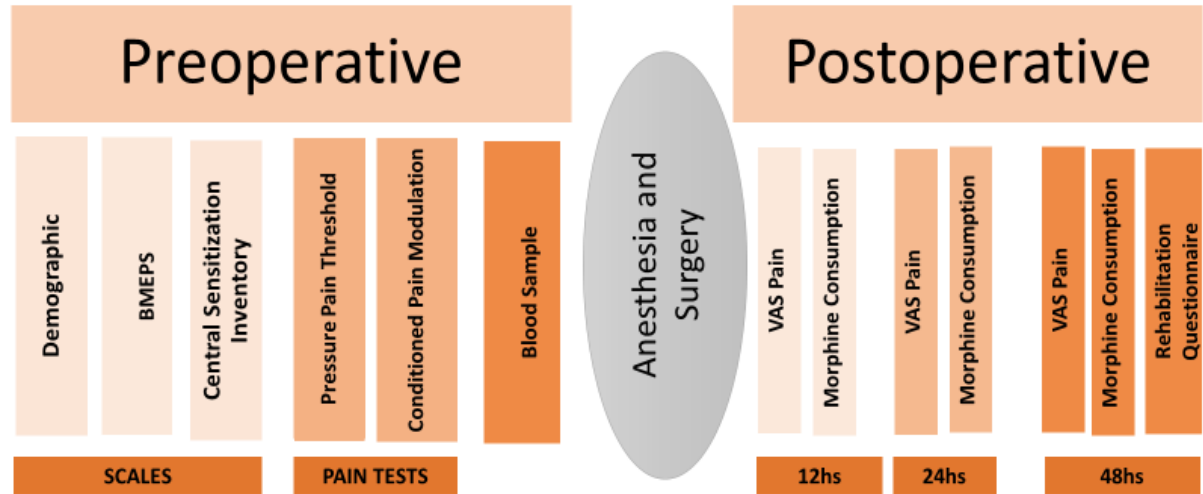 Preoperative
Postoperative
Demographic
BMEPS
Central Sensitization
Inventory
Pressure Pain Threshold
Conditioned Pain Modulation
Blood Sample
Anesthesia and
Surgery
VAS Pain
Morphine Consumption
VAS Pain
Morphine Consumption
VAS Pain
Morphine Consumption
Rehabilitation
Questionnaire
SCALES
PAIN TESTS
12hs
24hs
48hs